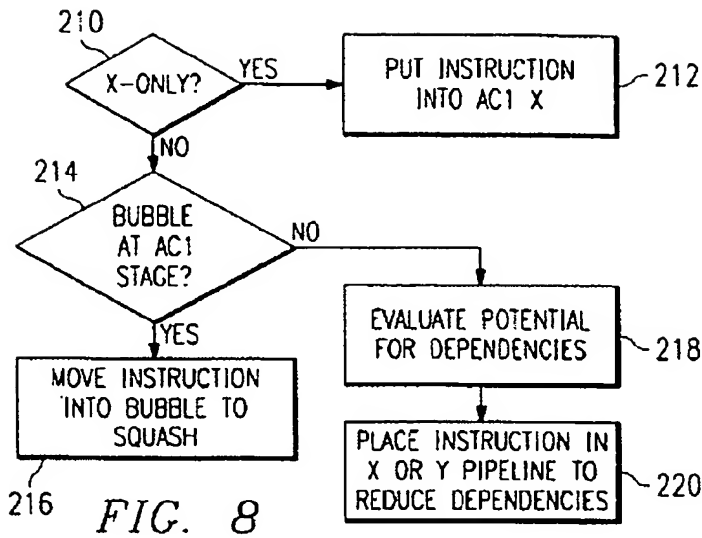 210
X-ONLY?
YES
PUT INSTRUCTION
INTO AC1 X
212
NO
214
BUBBLE
AT AC1
STAGE?
NO
YES
EVALUATE POTENTIAL
FOR DEPENDENCIES
218
MOVE INSTRUCTION
INTO BUBBLE TO
SQUASH
216
PLACE INSTRUCTION IN
X OR Y PIPELINE TO
REDUCE DEPENDENCIES
220
FIG. 8